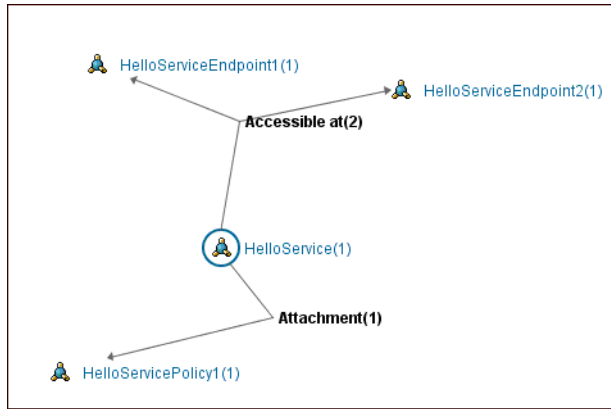 HelloServiceEndpoint1(1)
HelloServiceEndpoint2(1)
Accessible at(2)
HelloService(1)
Attachment(1)
HelloServicePolicy1(1)